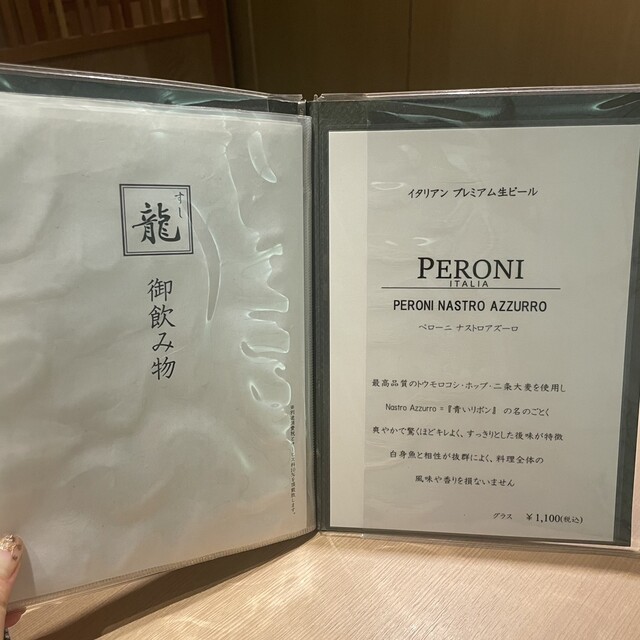 すし
龍
御飲み物
イタリアン プレミアム生ビール
PERONI
ITALIA
PERONI NASTRO AZZURRO
ペローニ ナストロアズーロ
最高品質のトウモロコシ・ホップ・二条大麦を使用し
Nastro Azzurro = 『青いリボン』 の名のごとく
爽やかで驚くほどキレよく、すっきりとした後味が特徴
白身魚と相性が抜群によく、料理全体の
風味や香りを損ないません
グラス ¥1,100(税込)